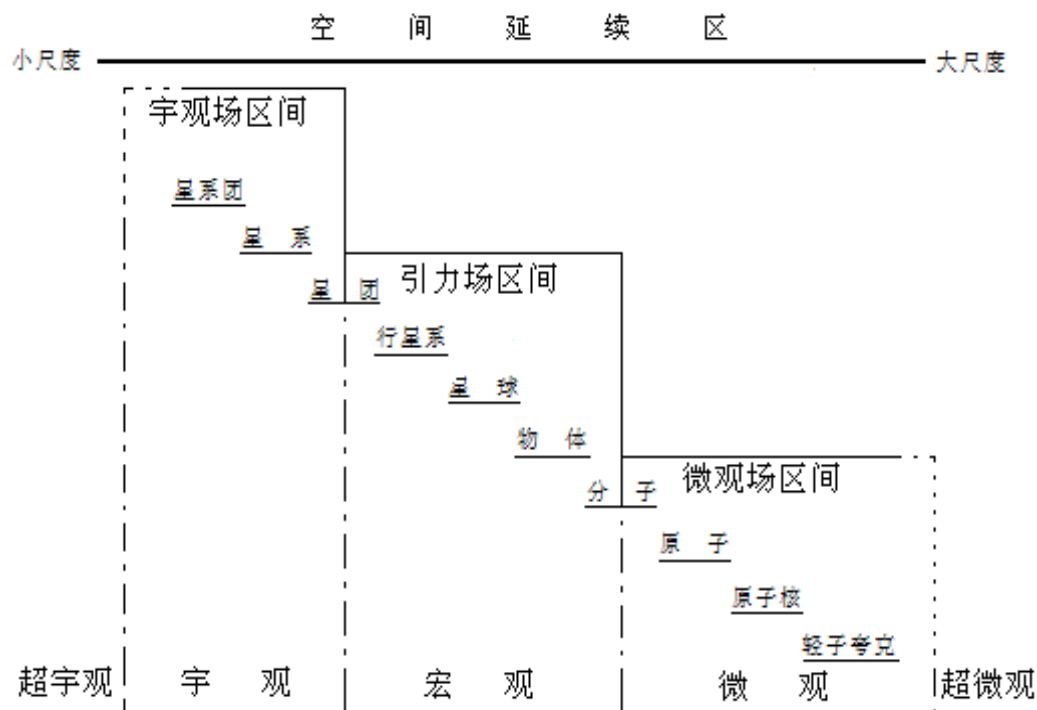 空间延续区
小尺度
大尺度
宇观场区间
星系团
星系
星团
引力场区间
行星系
星球
物体
分子
微观场区间
原子
原子核
轻子夸克
超宇观
宇观
宏观
微观
超微观